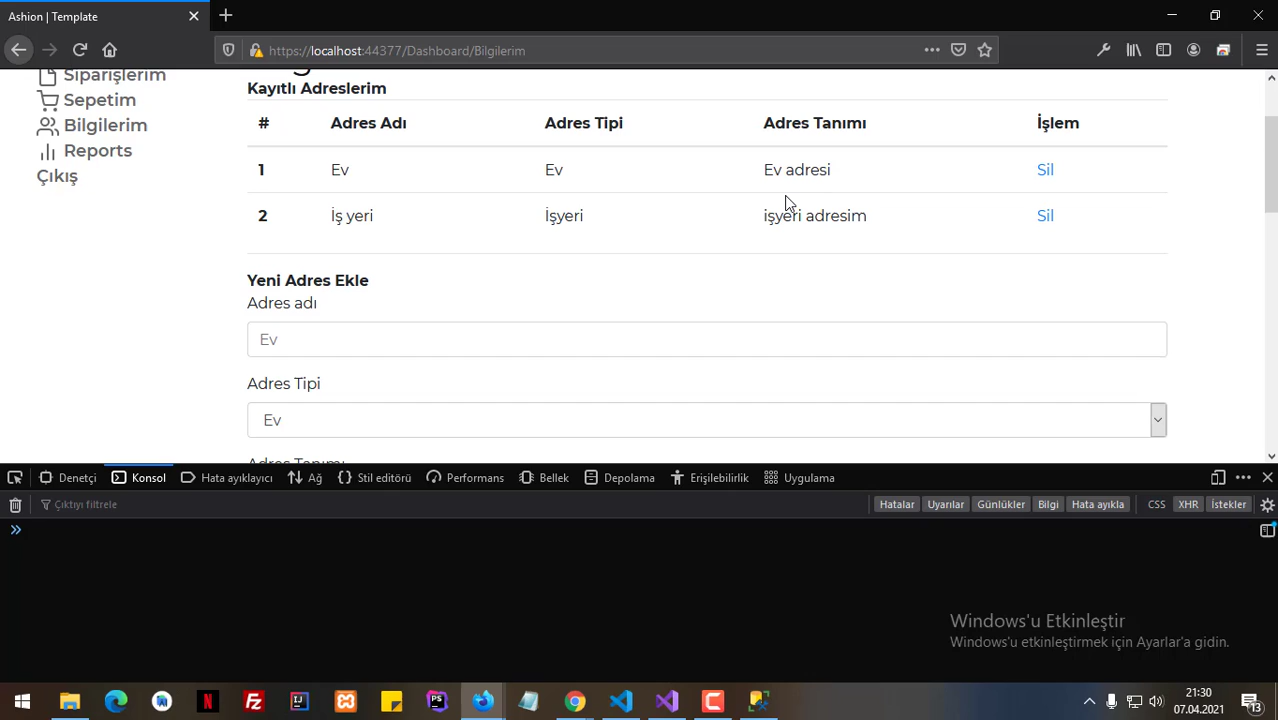 Ashion | Template
https://localhost:44377/Dashboard/Bilgilerim
Siparişlerim
Sepetim
Bilgilerim
Reports
Çıkış
Kayıtlı Adreslerim
# Adres Adı Adres Tipi Adres Tanımı İşlem
1 Ev Ev Ev adresi Sil
2 İş yeri İşyeri işyeri adresim Sil
Yeni Adres Ekle
Adres adı
Ev
Adres Tipi
Ev
Adres Tanımı
Denetçi Konsol Hata ayıklayıcı Ağ Stil editörü Performans Bellek Depolama Erişilebilirlik Uygulama
Çıktıyı filtrele Hatalar Uyarılar Günlükler Bilgi Hata ayıkla CSS XHR İstekler
Windows'u Etkinleştir
Windows'u etkinleştirmek için Ayarlar'a gidin.
21:30
07.04.2021
13